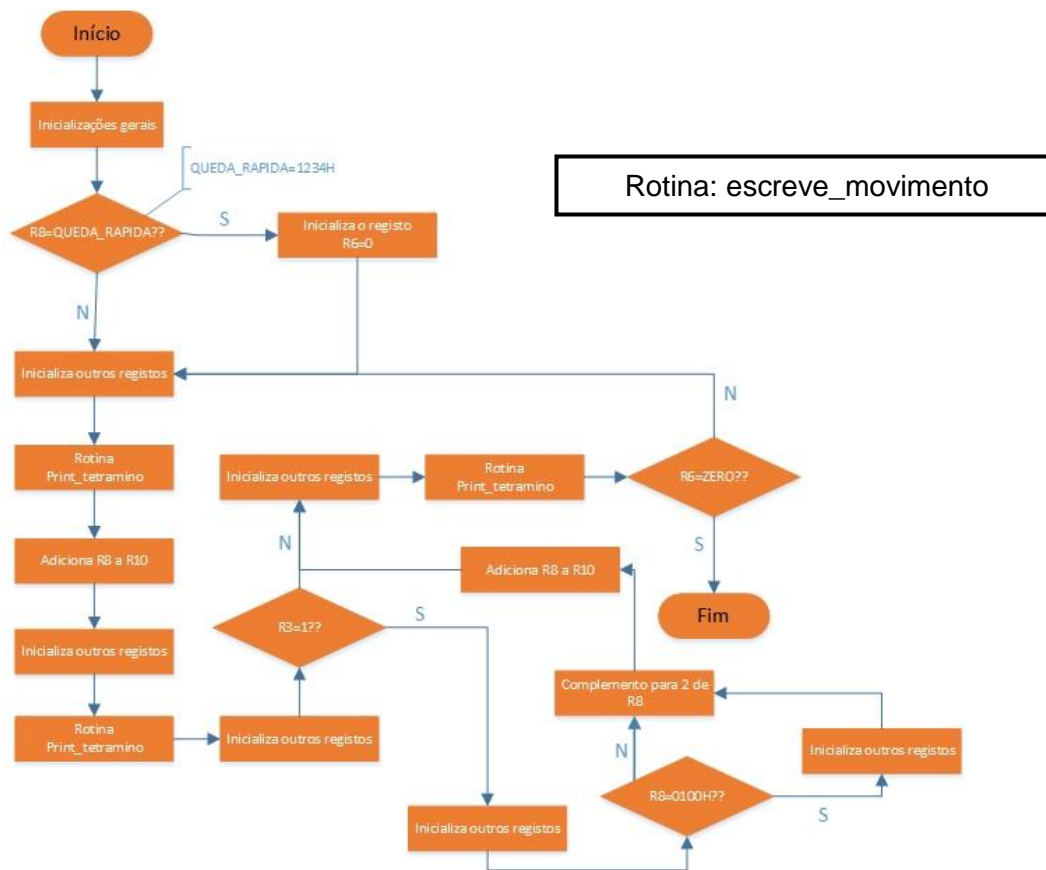 Início
Inicializações gerais
QUEDA_RAPIDA=1234H
Rotina: escreve_movimento
R8=QUEDA_RAPIDA??
S
Inicializa o registo
R6=0
N
Inicializa outros registos
N
Rotina
Print_tetramino
Inicializa outros registos
Rotina
Print_tetramino
R6=ZERO??
N
S
Adiciona R8 a R10
Adiciona R8 a R10
Fim
R3=1??
S
Inicializa outros registos
Complemento para 2 de
R8
Rotina
Print_tetramino
Inicializa outros registos
N
Inicializa outros registos
R8=0100H??
S
Inicializa outros registos